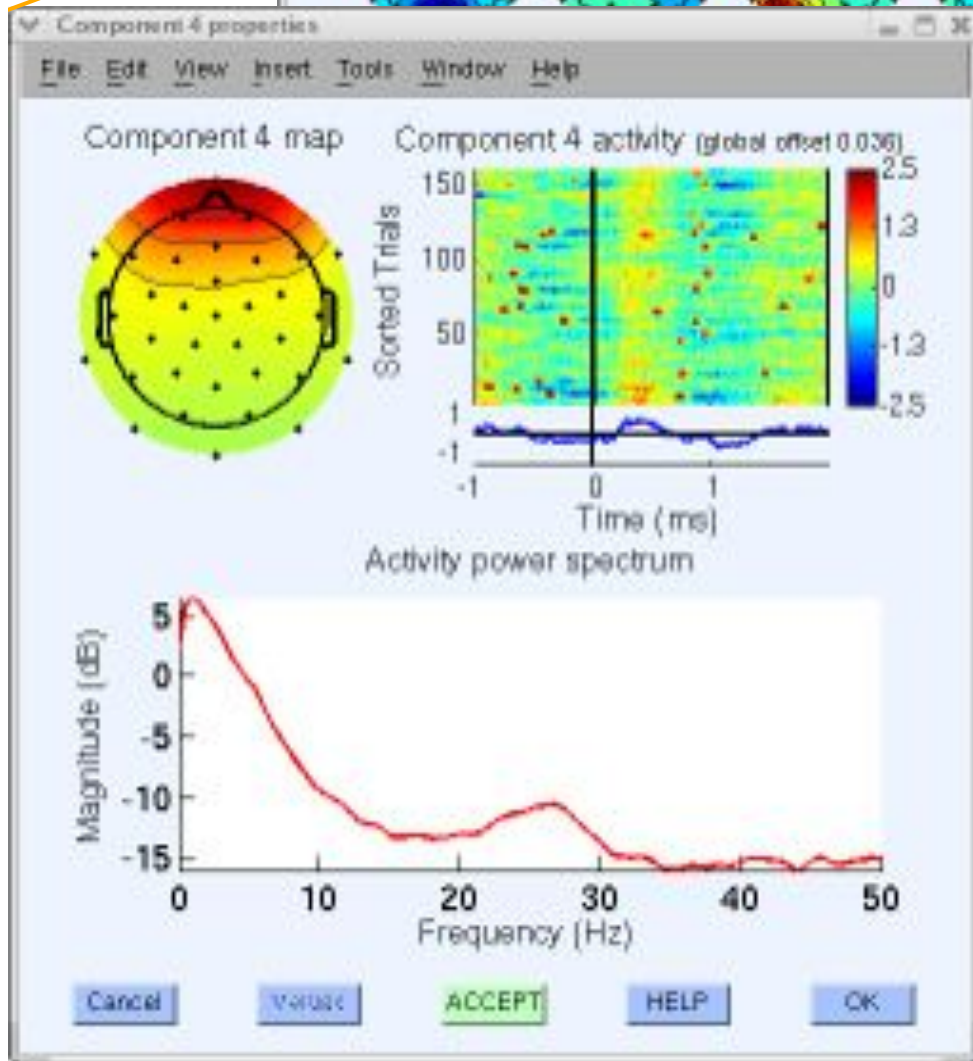 Component 4 properties
File Edit View Insert Tools Window Help
Component 4 map
Component 4 activity (global offset 0.036)
Sorted Trials
150
100
50
1
-1
-1 0 1
Time (ms)
2.5
1.3
0
-1.3
-2.5
Activity power spectrum
Magnitude (dB)
5
0
-5
-10
-15
0 10 20 30 40 50
Frequency (Hz)
Cancel Values ACCEPT HELP OK